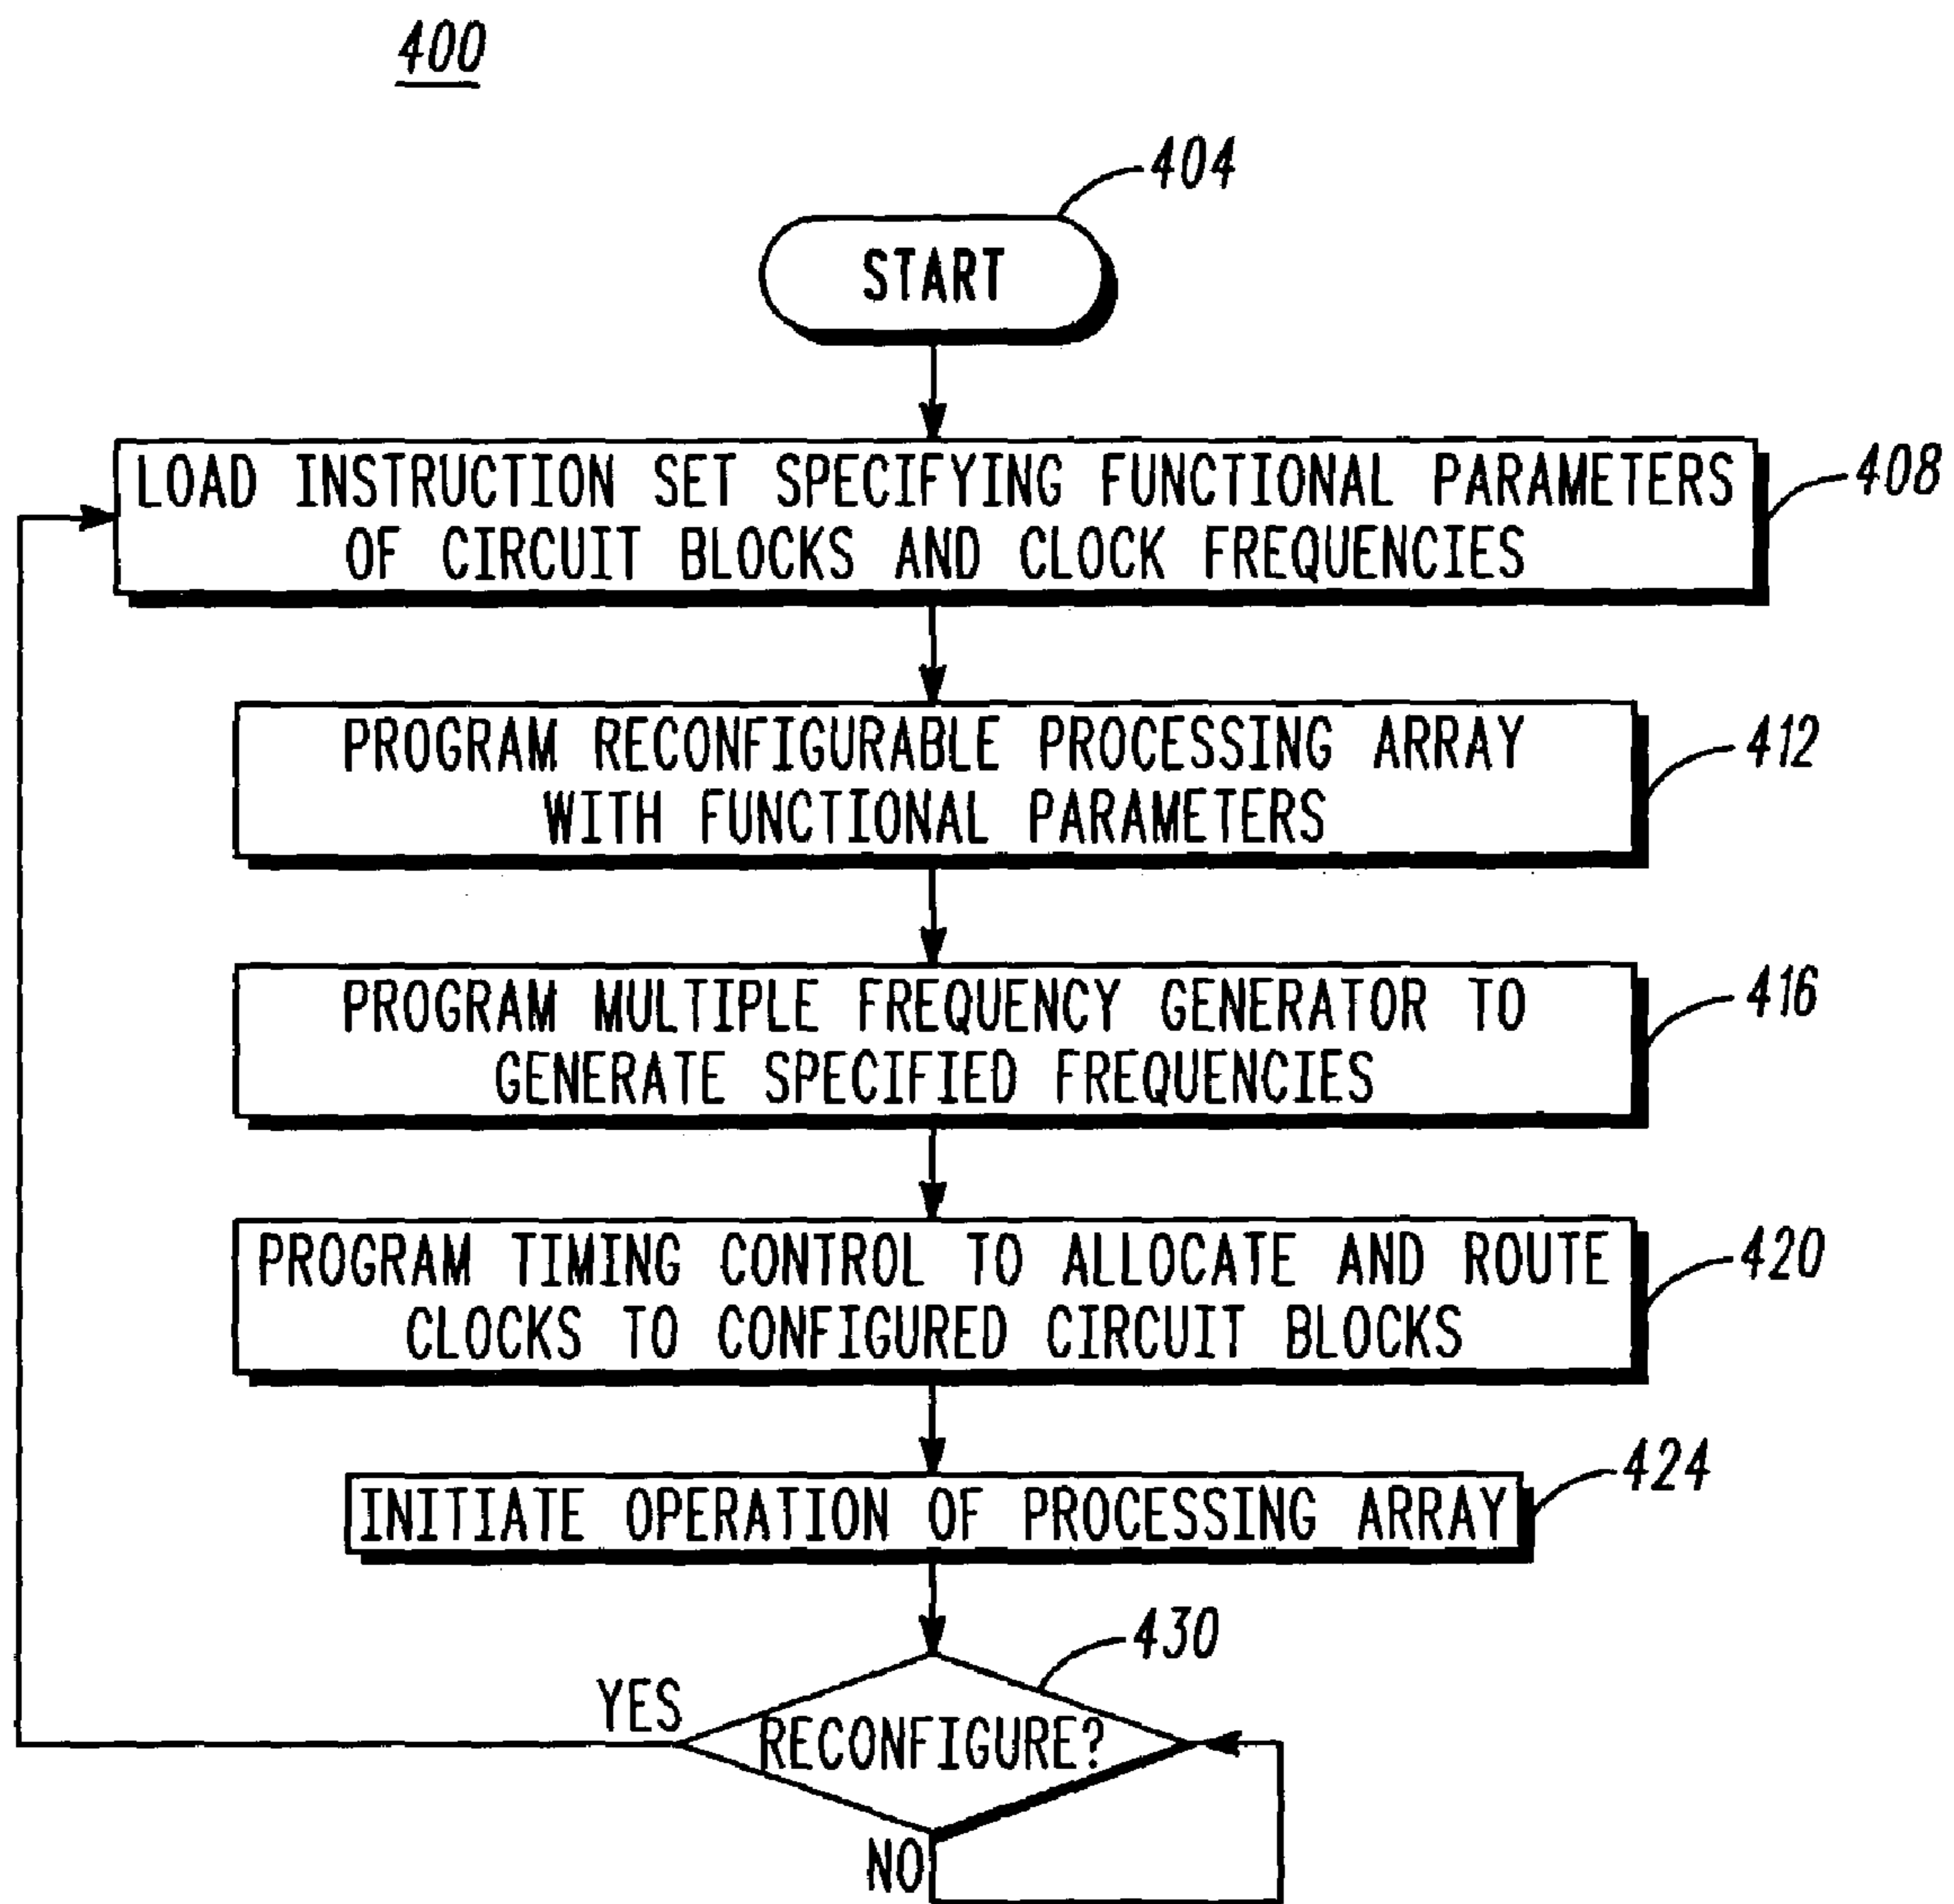 400
404
START
LOAD INSTRUCTION SET SPECIFYING FUNCTIONAL PARAMETERS
OF CIRCUIT BLOCKS AND CLOCK FREQUENCIES
408
PROGRAM RECONFIGURABLE PROCESSING ARRAY
WITH FUNCTIONAL PARAMETERS
412
PROGRAM MULTIPLE FREQUENCY GENERATOR TO
GENERATE SPECIFIED FREQUENCIES
416
PROGRAM TIMING CONTROL TO ALLOCATE AND ROUTE
CLOCKS TO CONFIGURED CIRCUIT BLOCKS
420
INITIATE OPERATION OF PROCESSING ARRAY
424
430
YES
RECONFIGURE?
NO